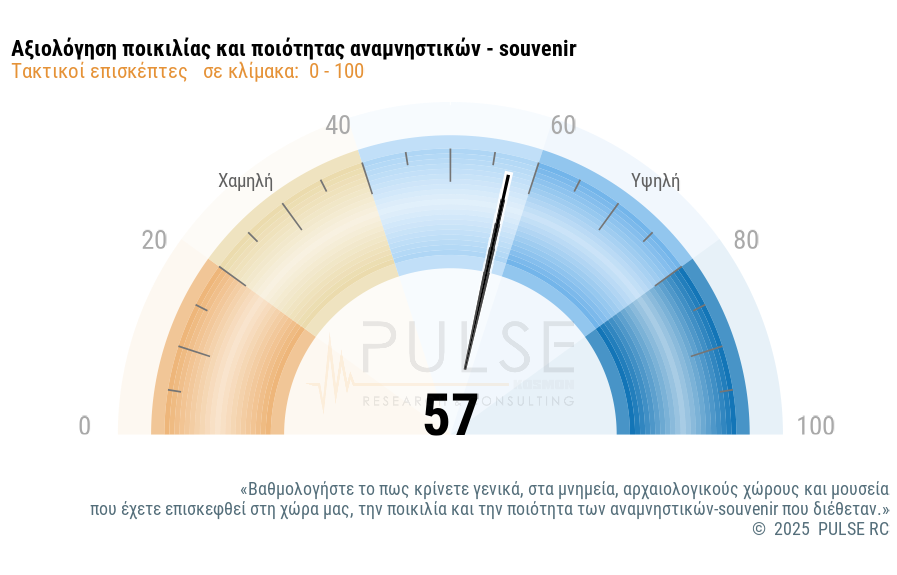 Αξιολόγηση ποικιλίας και ποιότητας αναμνηστικών - souvenir
Τακτικοί επισκέπτες σε κλίμακα: 0 - 100
40
60
Χαμηλή
Υψηλή
20
80
PULSE
RESEARCH & CONSULTING
57
0
100
«Βαθμολογήστε το πως κρίνετε γενικά, στα μνημεία, αρχαιολογικούς χώρους και μουσεία
που έχετε επισκεφθεί στη χώρα μας, την ποικιλία και την ποιότητα των αναμνηστικών-souvenir που διέθεταν.»
© 2025 PULSE RC